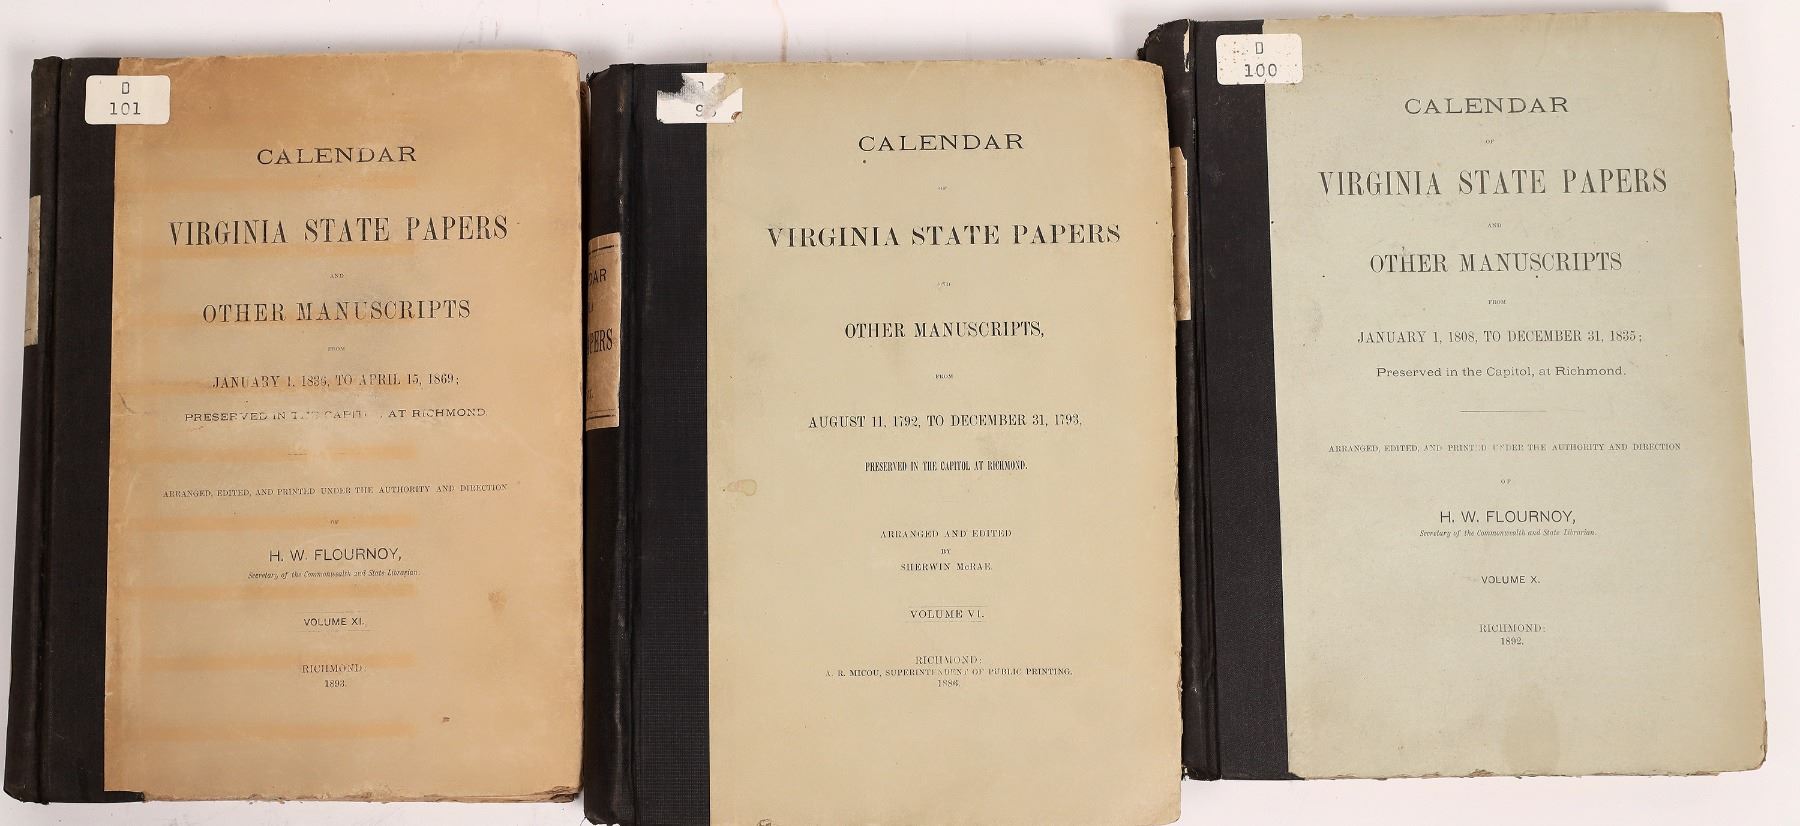 D
101
CALENDAR
VIRGINIA STATE PAPERS
AND
OTHER MANUSCRIPTS
FROM
JANUARY 1, 1836, TO APRIL 15, 1869;
PRESERVED IN AT RICHMOND.
ARRANGED, EDITED, AND PRINTED UNDER THE AUTHORITY AND DIRECTION
OF
H. W. FLOURNOY,
Secretary of the Commonwealth and State Librarian.
VOLUME XI.
RICHMOND:
1893.
CALENDAR
OF
VIRGINIA STATE PAPERS
AND
OTHER MANUSCRIPTS,
FROM
AUGUST 11, 1792, TO DECEMBER 31, 1793,
PRESERVED IN THE CAPITOL AT RICHMOND.
ARRANGED AND EDITED
BY
SHERWIN McRAE.
VOLUME VI.
RICHMOND:
A. R. MICOU, SUPERINTENDENT OF PUBLIC PRINTING.
1886.
D
100
CALENDAR
OF
VIRGINIA STATE PAPERS
AND
OTHER MANUSCRIPTS
FROM
JANUARY 1, 1808, TO DECEMBER 31, 1835;
Preserved in the Capitol, at Richmond.
ARRANGED, EDITED, AND PRINTED UNDER THE AUTHORITY AND DIRECTION
OF
H. W. FLOURNOY,
Secretary of the Commonwealth and State Librarian.
VOLUME X.
RICHMOND:
1892.